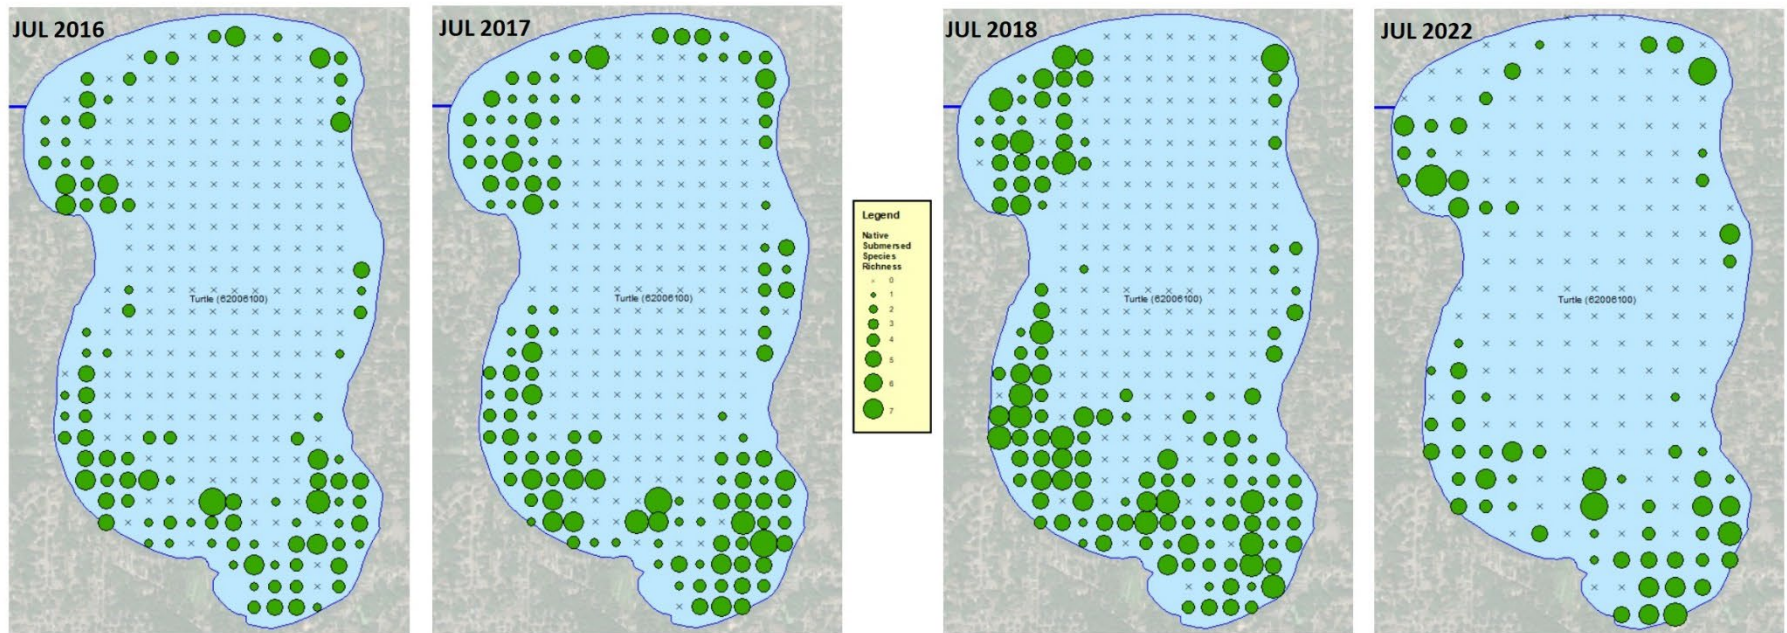 JUL 2016
JUL 2017
JUL 2018
JUL 2022
Turtle (62006100)
Turtle (62006100)
Legend
Native
Submersed
Species
Richness
0
1
2
3
4
5
6
7
Turtle (62006100)
Turtle (62006100)